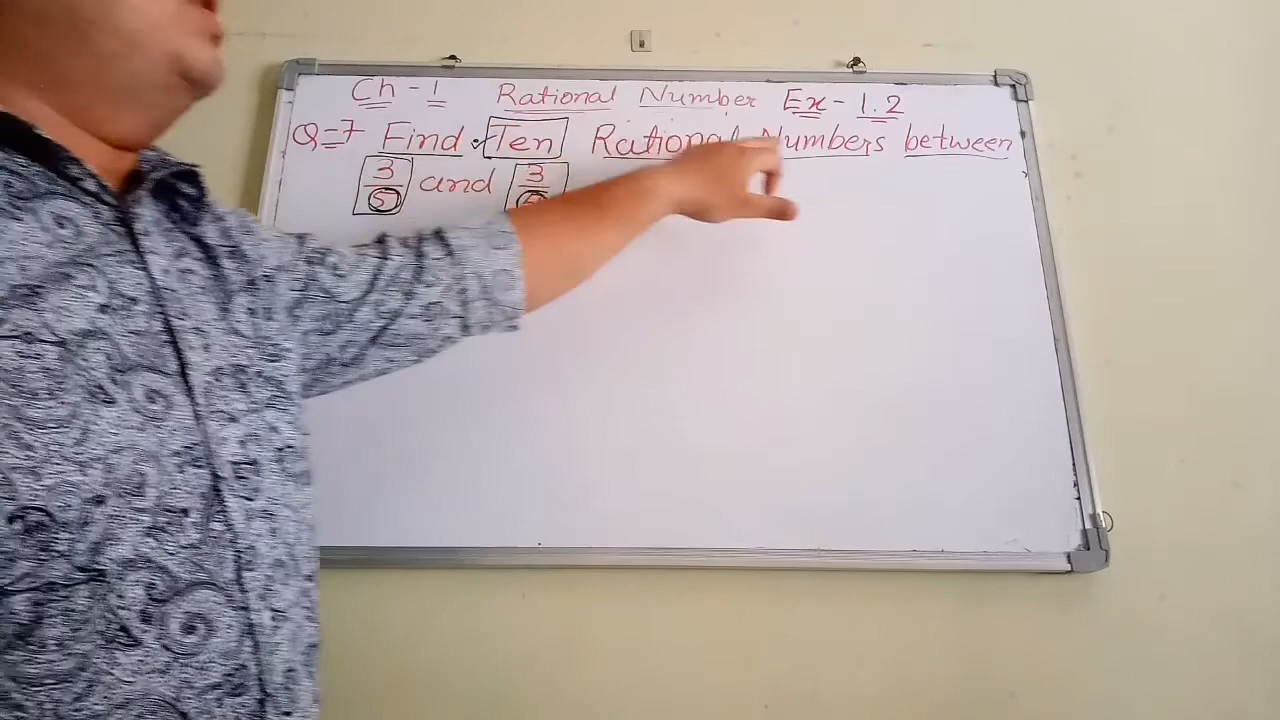 Ch - 1 Rational Number Ex - 1.2
Q=7 Find Ten Rational Numbers between
3/5 and 3/